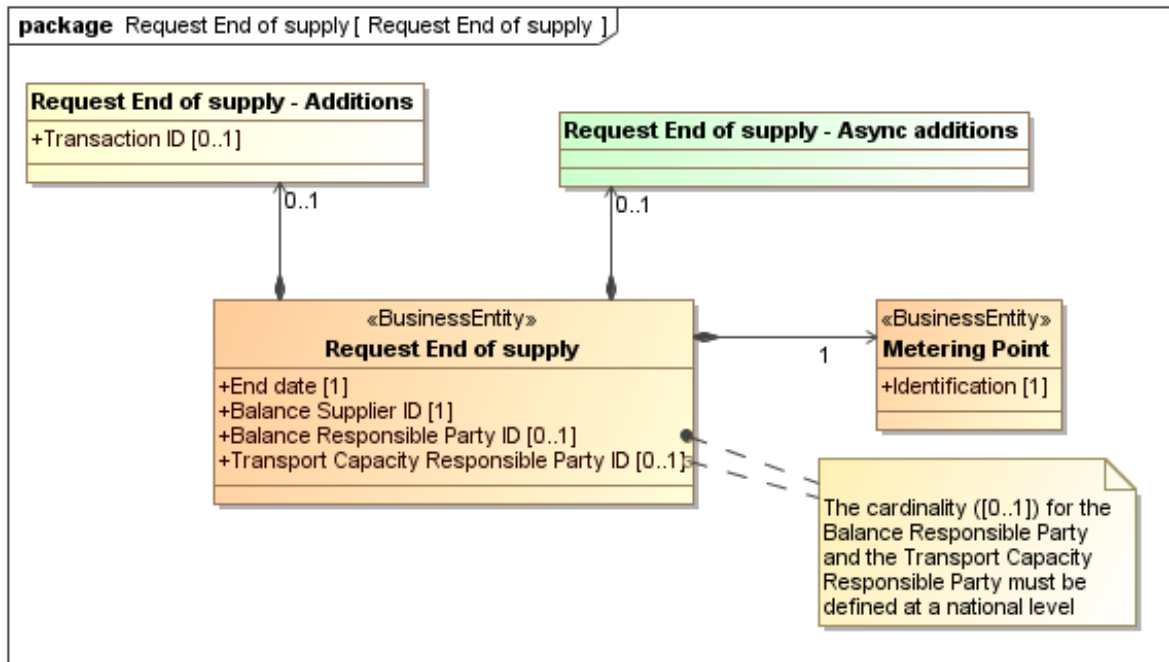 package Request End of supply [ Request End of supply ]
Request End of supply - Additions
+Transaction ID [0..1]
Request End of supply - Async additions
0..1
0..1
«BusinessEntity»
Request End of supply
+End date [1]
+Balance Supplier ID [1]
+Balance Responsible Party ID [0..1]
+Transport Capacity Responsible Party ID [0..1]
1
«BusinessEntity»
Metering Point
+Identification [1]
The cardinality ([0..1]) for the
Balance Responsible Party
and the Transport Capacity
Responsible Party must be
defined at a national level